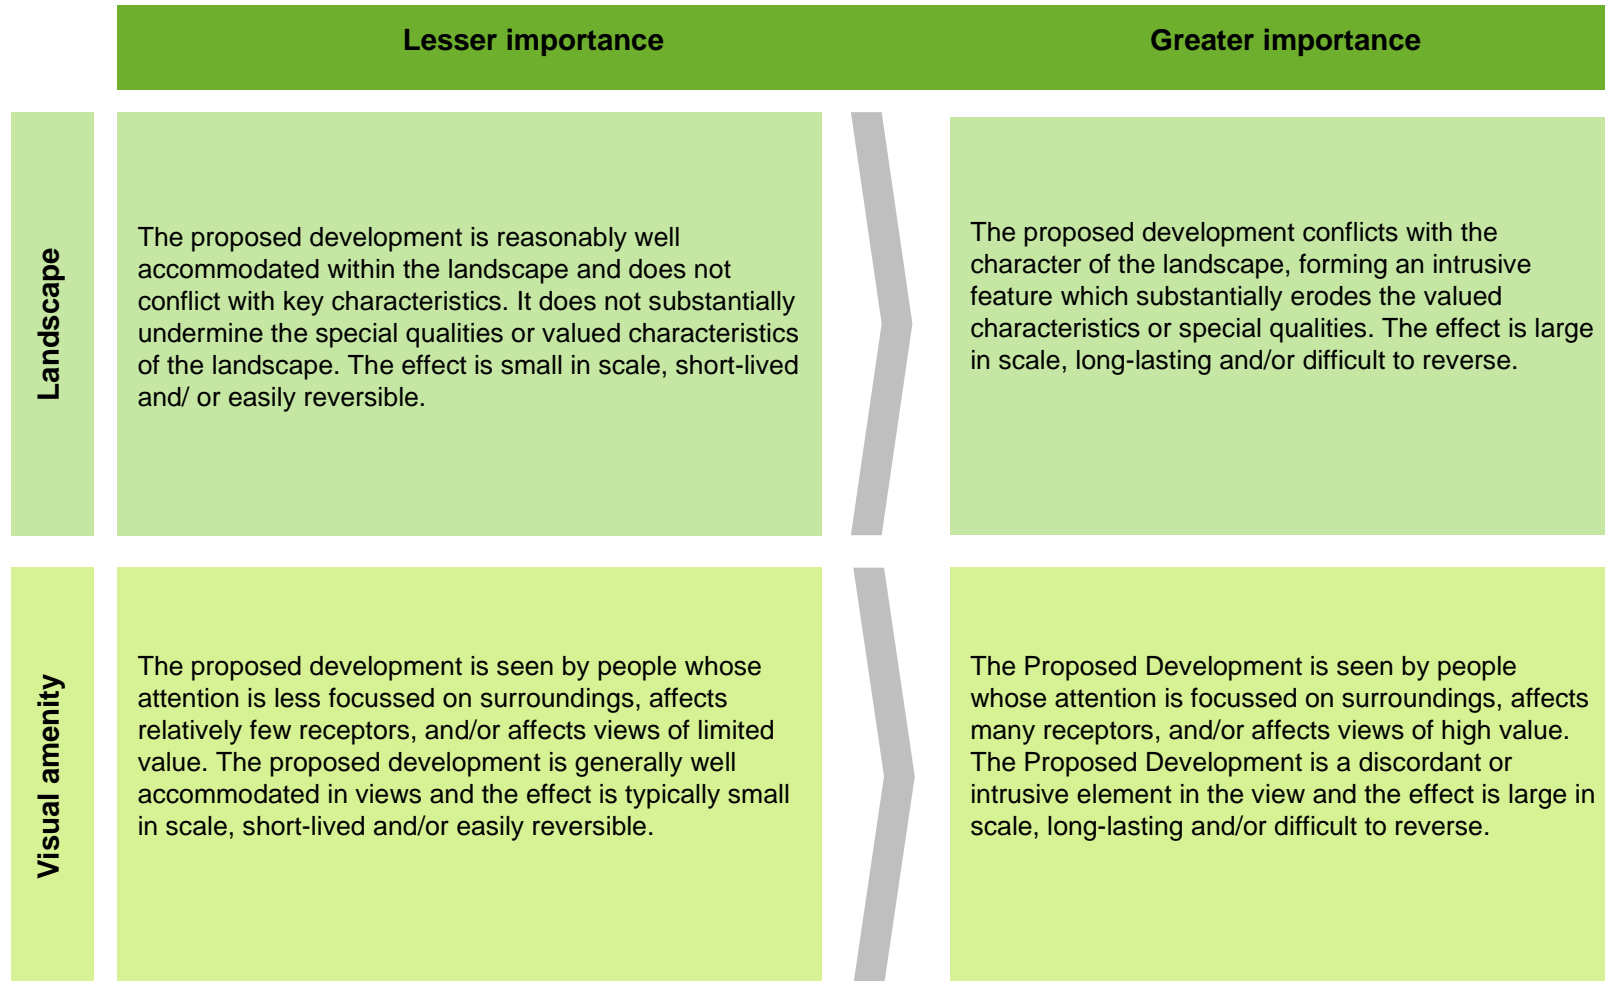 Lesser importance
Greater importance
Landscape
The proposed development is reasonably well
accommodated within the landscape and does not
conflict with key characteristics. It does not substantially
undermine the special qualities or valued characteristics
of the landscape. The effect is small in scale, short-lived
and/ or easily reversible.
The proposed development conflicts with the
character of the landscape, forming an intrusive
feature which substantially erodes the valued
characteristics or special qualities. The effect is large
in scale, long-lasting and/or difficult to reverse.
Visual amenity
The proposed development is seen by people whose
attention is less focussed on surroundings, affects
relatively few receptors, and/or affects views of limited
value. The proposed development is generally well
accommodated in views and the effect is typically small
in scale, short-lived and/or easily reversible.
The Proposed Development is seen by people
whose attention is focussed on surroundings, affects
many receptors, and/or affects views of high value.
The Proposed Development is a discordant or
intrusive element in the view and the effect is large in
scale, long-lasting and/or difficult to reverse.